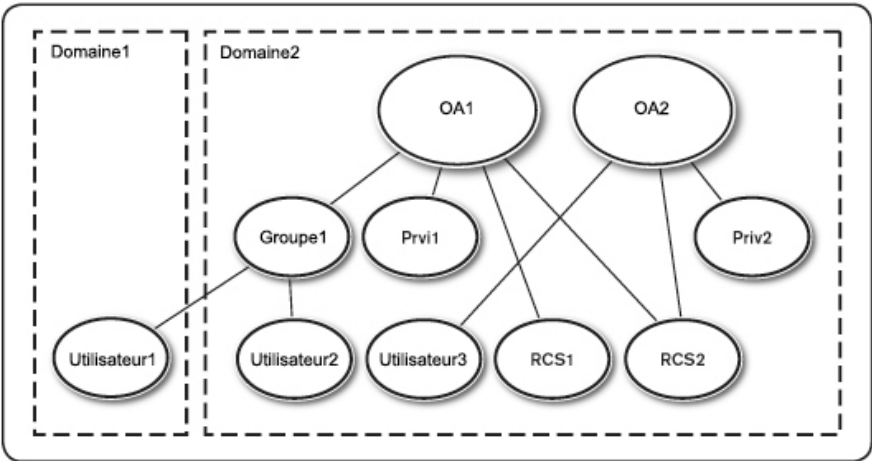 Domaine1
Domaine2
OA1
OA2
Groupe1
Prvi1
Priv2
Utilisateur1
Utilisateur2
Utilisateur3
RCS1
RCS2